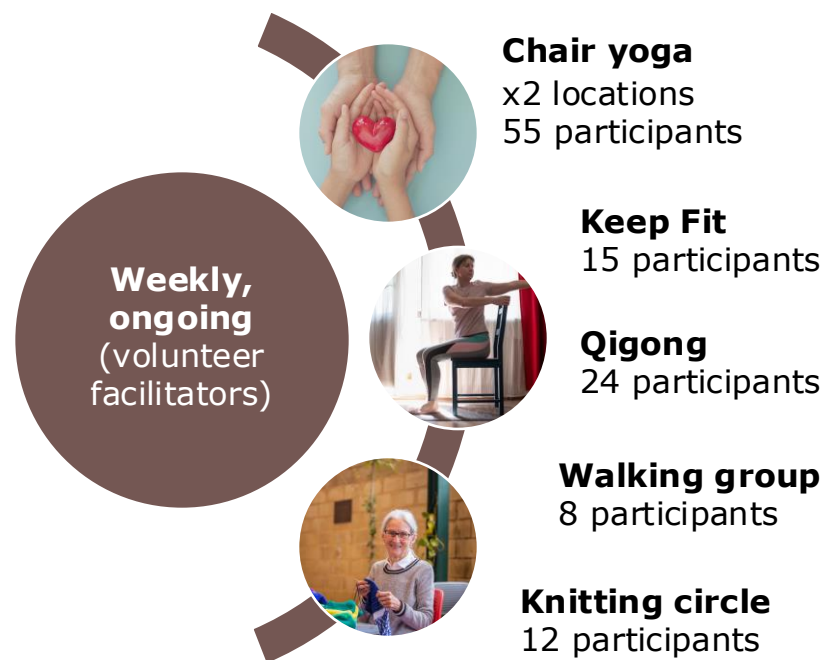 Weekly,
ongoing
(volunteer
facilitators)
Chair yoga
x2 locations
55 participants
Keep Fit
15 participants
Qigong
24 participants
Walking group
8 participants
Knitting circle
12 participants